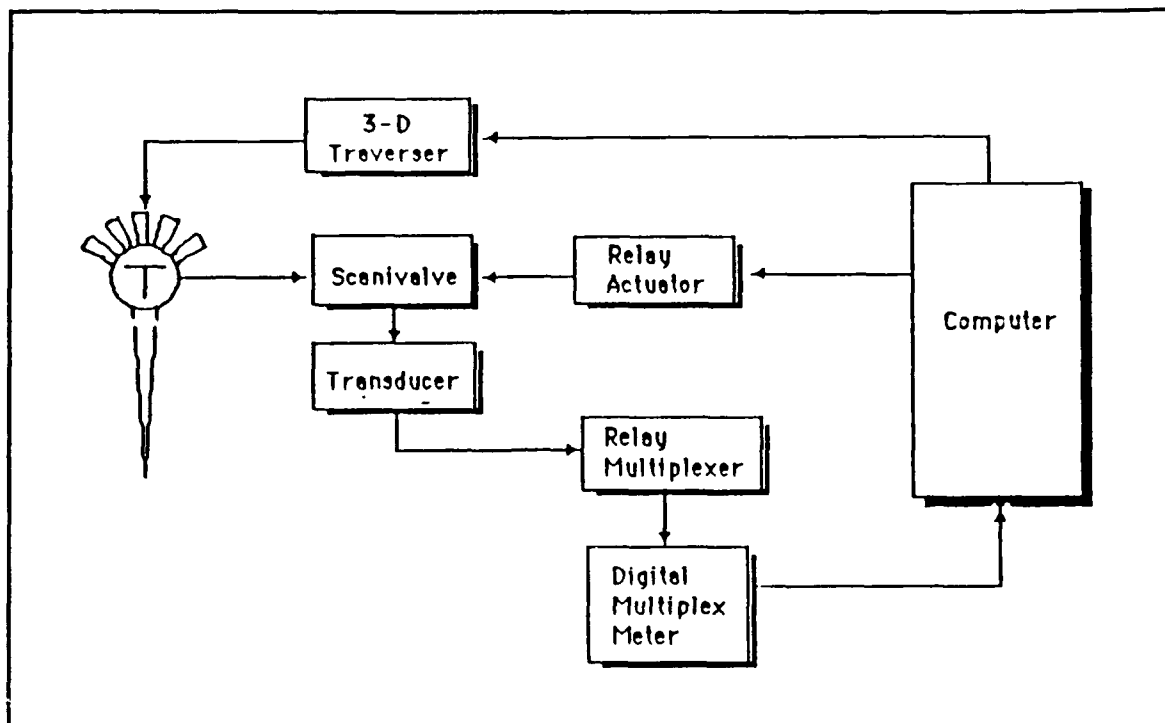 3-D
Traverser
T
Scanivalve
Relay
Actuator
Computer
Transducer
Relay
Multiplexer
Digital
Multiplex
Meter